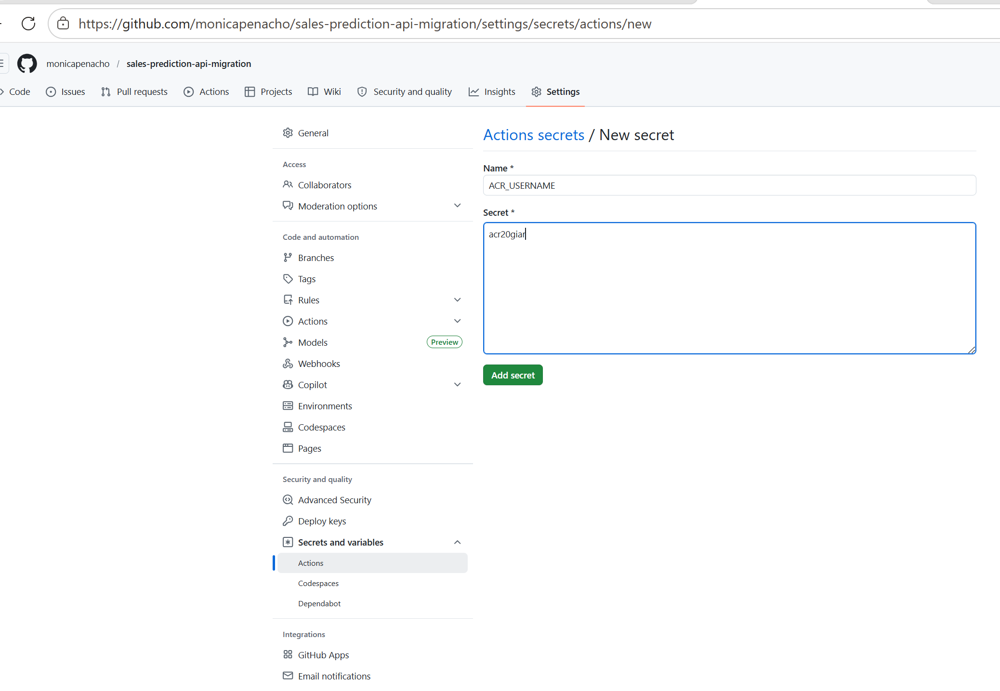 https://github.com/monicapenacho/sales-prediction-api-migration/settings/secrets/actions/new
monicapenacho / sales-prediction-api-migration
Code Issues Pull requests Actions Projects Wiki Security and quality Insights Settings
General
Access
Collaborators
Moderation options
Code and automation
Branches
Tags
Rules
Actions
Models Preview
Webhooks
Copilot
Environments
Codespaces
Pages
Security and quality
Advanced Security
Deploy keys
Secrets and variables
Actions
Codespaces
Dependabot
Integrations
GitHub Apps
Email notifications
Actions secrets / New secret
Name *
ACR_USERNAME
Secret *
acr20giar
Add secret